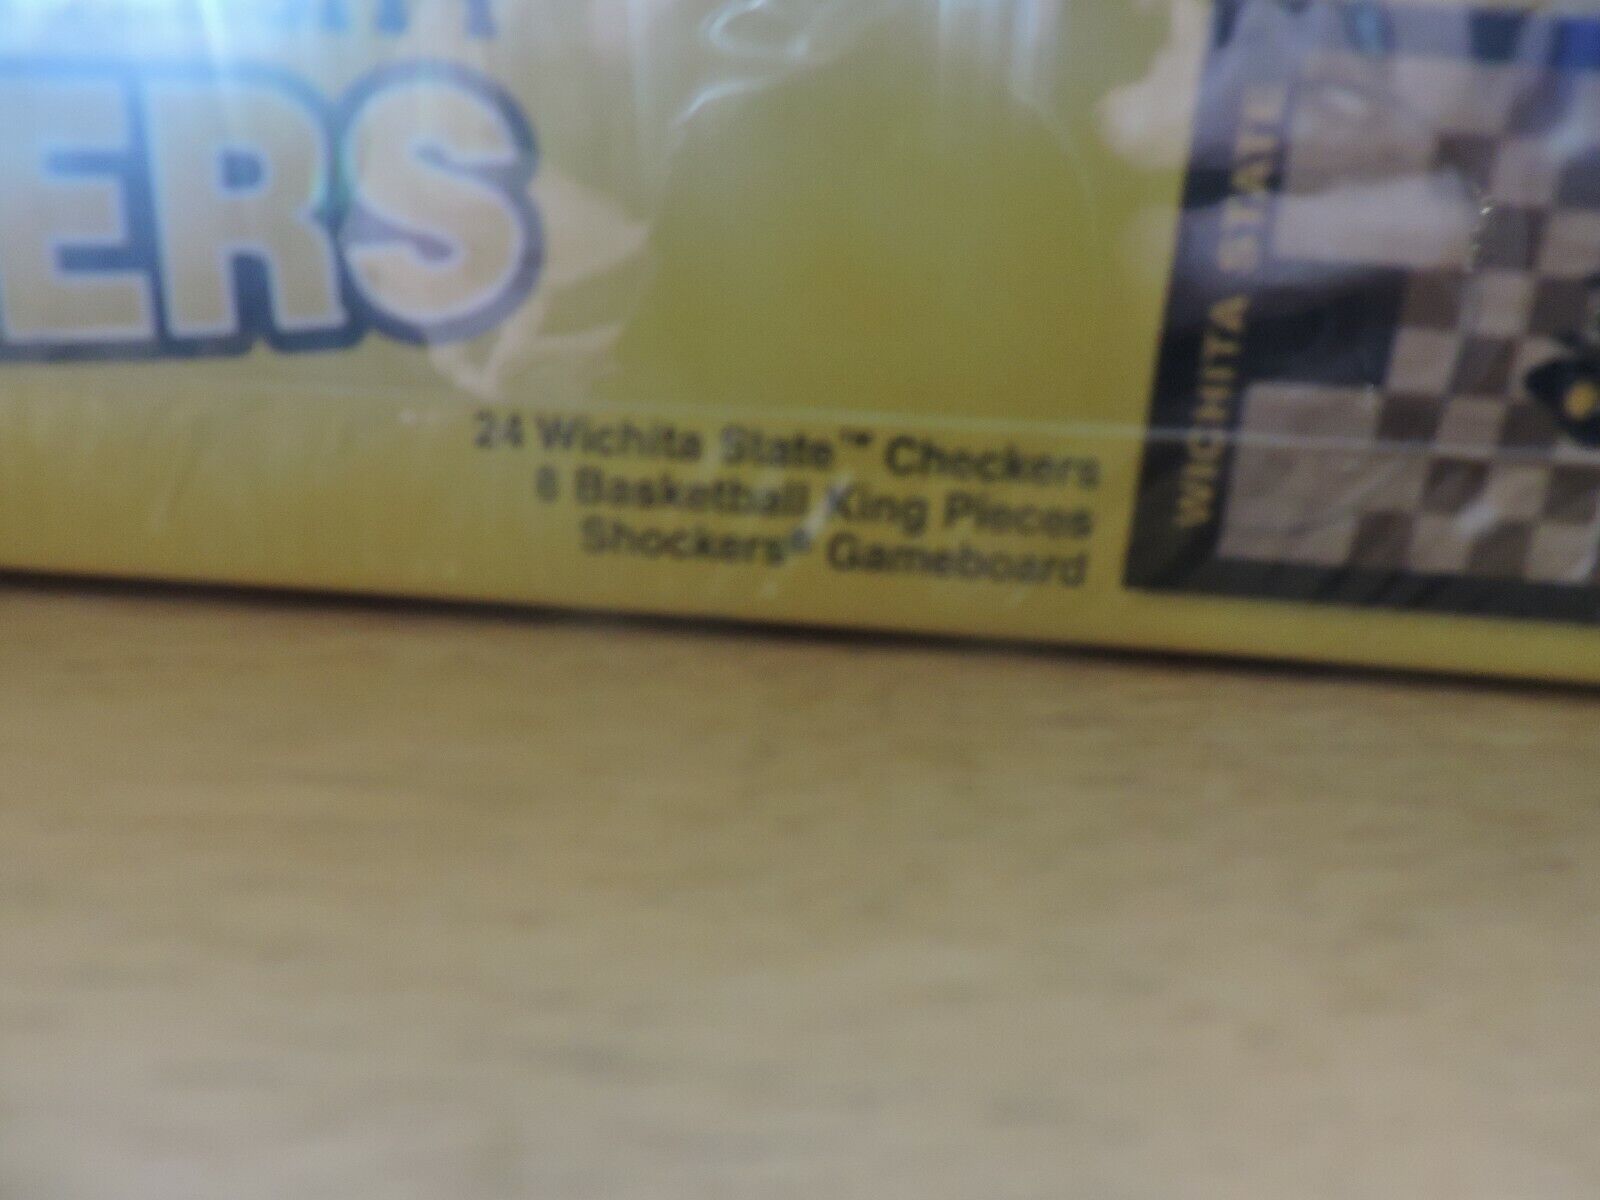 ERS
24 Wichita State™ Checkers
8 Basketball King Pieces
Shockers® Gameboard
WICHITA STATE